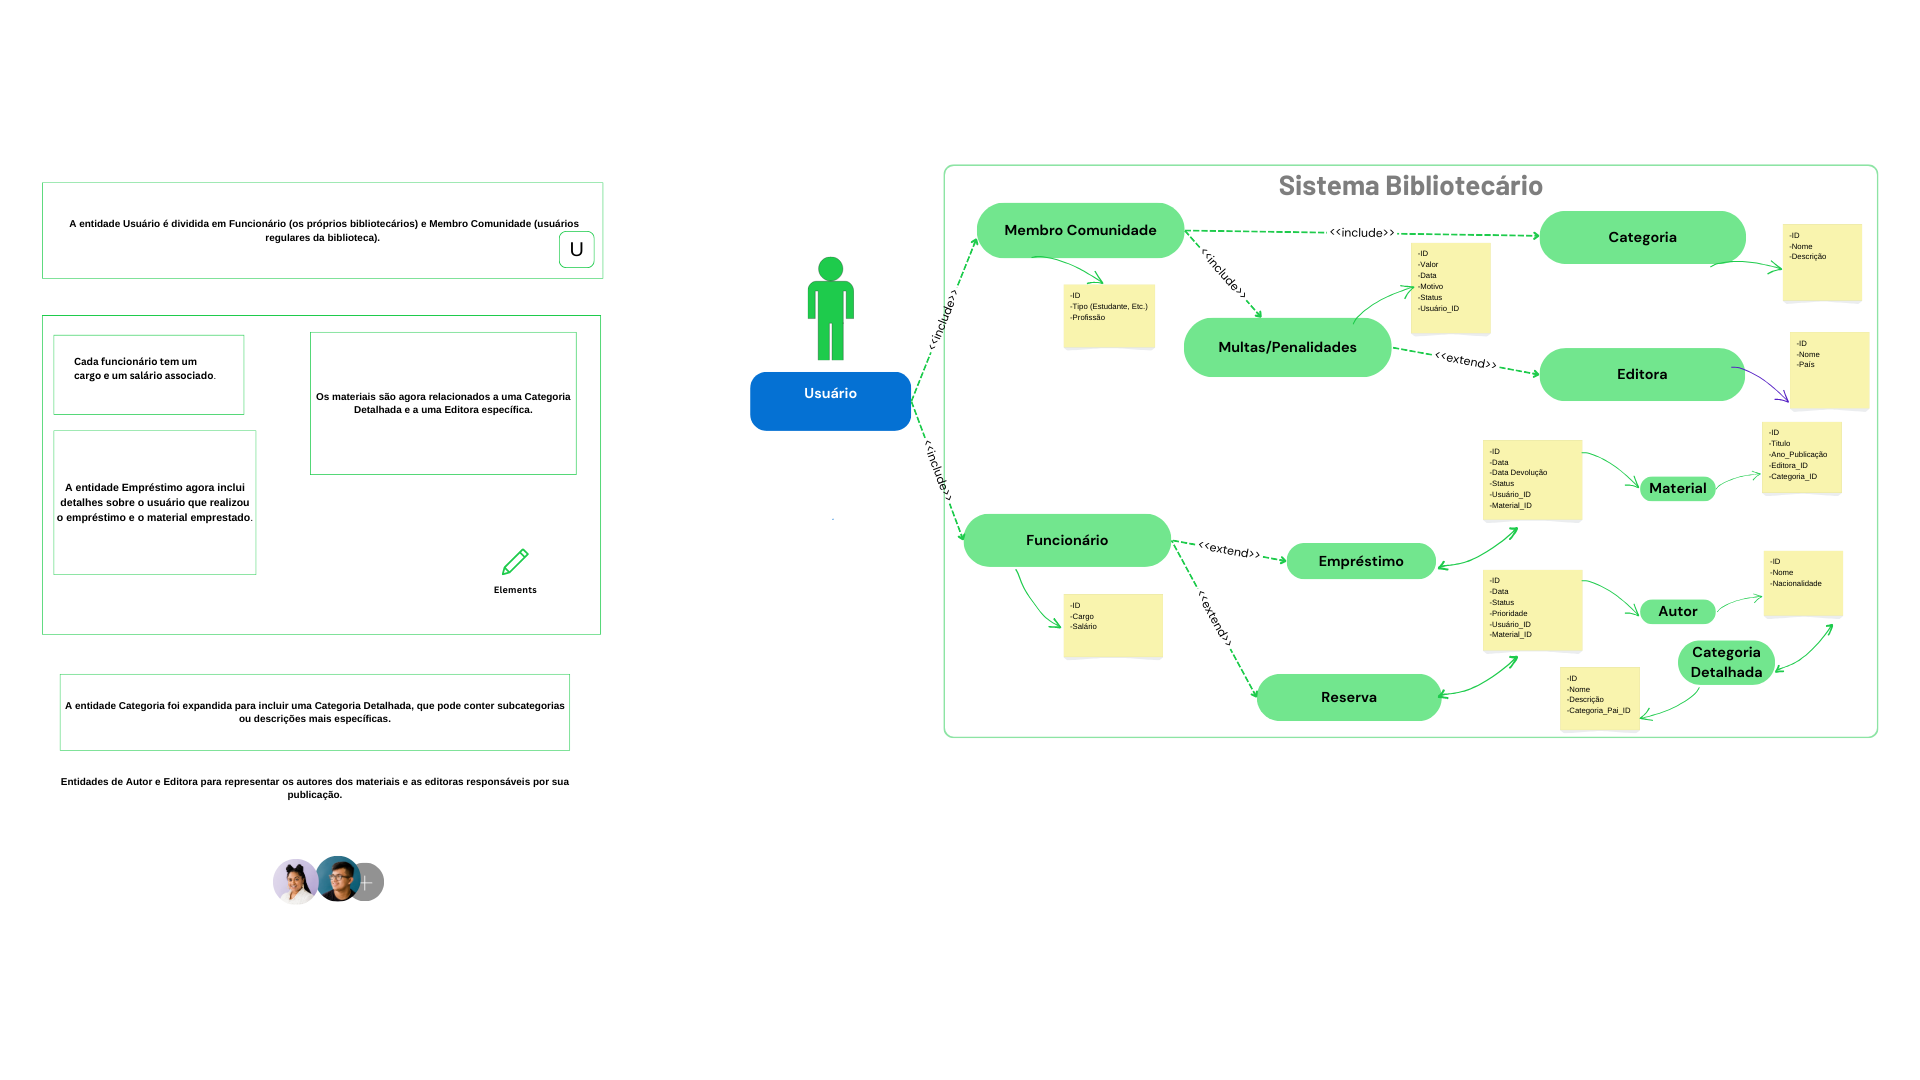 A entidade Usuário é dividida em Funcionário (os próprios bibliotecários) e Membro Comunidade (usuários
regulares da biblioteca).
U
Cada funcionário tem um
cargo e um salário associado.
Os materiais são agora relacionados a uma Categoria
Detalhada e a uma Editora específica.
A entidade Empréstimo agora inclui
detalhes sobre o usuário que realizou
o empréstimo e o material emprestado.
Elements
A entidade Categoria foi expandida para incluir uma Categoria Detalhada, que pode conter subcategorias
ou descrições mais específicas.
Entidades de Autor e Editora para representar os autores dos materiais e as editoras responsáveis por sua
publicação.
Usuário
<<include>>
<<include>>
Sistema Bibliotecário
Membro Comunidade
-ID
-Tipo (Estudante, Etc.)
-Profissão
<<include>>
<<include>>
Categoria
-ID
-Nome
-Descrição
Multas/Penalidades
-ID
-Valor
-Data
-Motivo
-Status
-Usuário_ID
<<extend>>
Editora
-ID
-Nome
-País
Funcionário
-ID
-Cargo
-Salário
<<extend>>
<<extend>>
Empréstimo
-ID
-Data
-Data Devolução
-Status
-Usuário_ID
-Material_ID
Material
-ID
-Titulo
-Ano_Publicação
-Editora_ID
-Categoria_ID
Reserva
-ID
-Data
-Status
-Prioridade
-Usuário_ID
-Material_ID
Autor
-ID
-Nome
-Nacionalidade
Categoria
Detalhada
-ID
-Nome
-Descrição
-Categoria_Pai_ID